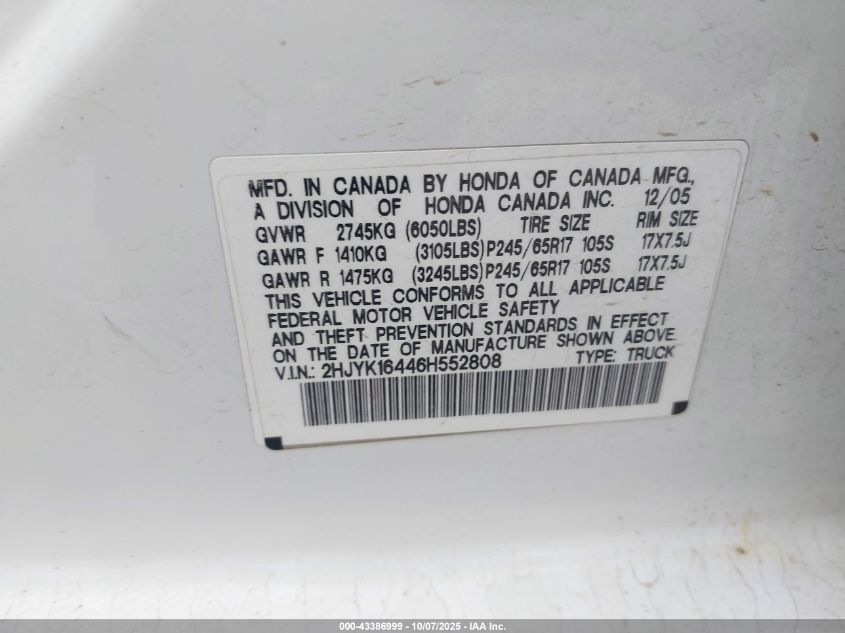 MFD. IN CANADA BY HONDA OF CANADA MFG.,
A DIVISION OF HONDA CANADA INC. 12/05
GVWR 2745KG (6050LBS) TIRE SIZE RIM SIZE
GAWR F 1410KG (3105LBS) P245/65R17 105S 17X7.5J
GAWR R 1475KG (3245LBS) P245/65R17 105S 17X7.5J
THIS VEHICLE CONFORMS TO ALL APPLICABLE
FEDERAL MOTOR VEHICLE SAFETY
AND THEFT PREVENTION STANDARDS IN EFFECT
ON THE DATE OF MANUFACTURE SHOWN ABOVE.
V.I.N.: 2HJYK16446H552808 TYPE: TRUCK
000-43386999 | 10/07/2025 - IAA Inc.